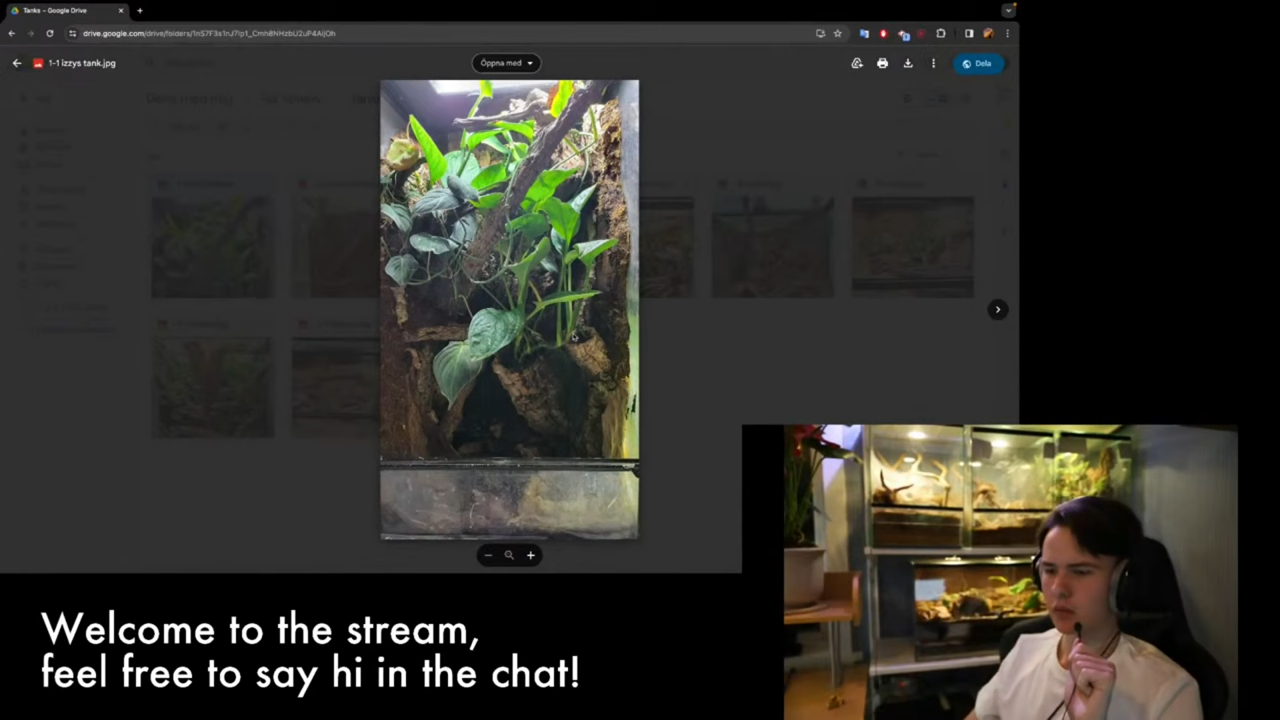 Tanks – Google Drive
drive.google.com/drive/folders/
1-1 izzys tank.jpg
Öppna med
Dela
Welcome to the stream,
feel free to say hi in the chat!